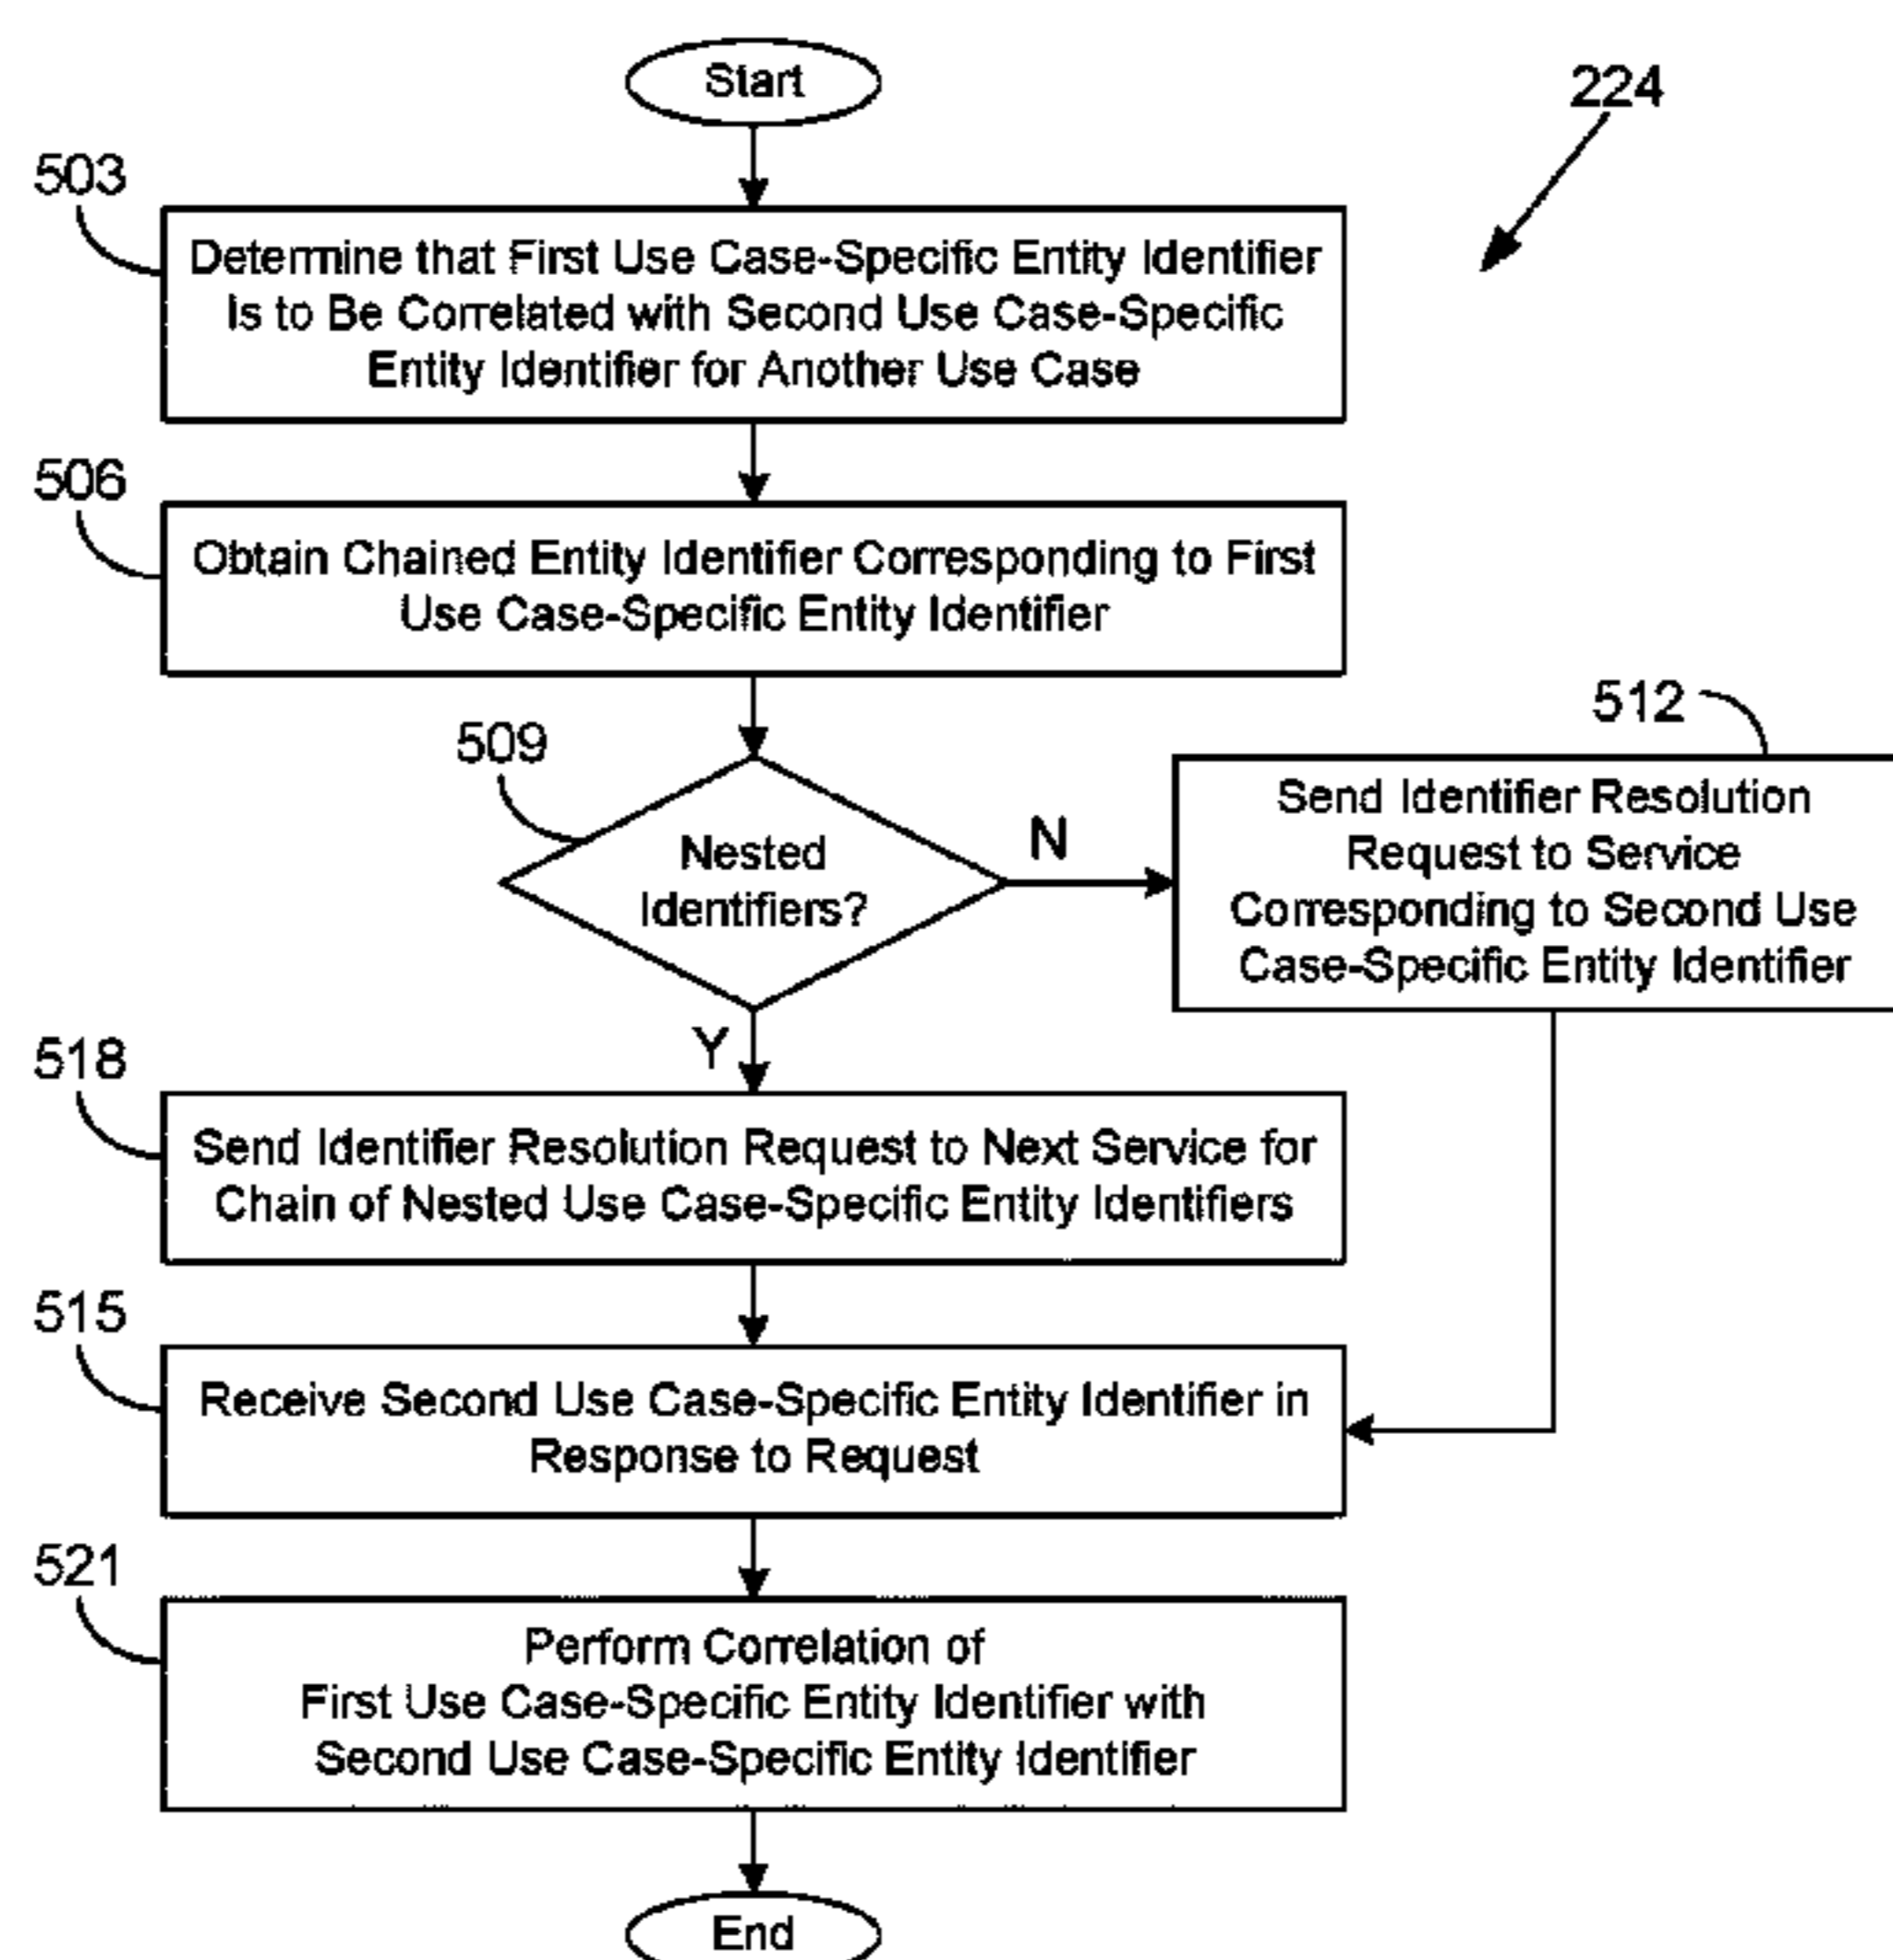 Start
224
503
Determine that First Use Case-Specific Entity Identifier
Is to Be Correlated with Second Use Case-Specific
Entity Identifier for Another Use Case
506
Obtain Chained Entity Identifier Corresponding to First
Use Case-Specific Entity Identifier
509
Nested
Identifiers?
N
512
Send Identifier Resolution
Request to Service
Corresponding to Second Use
Case-Specific Entity Identifier
Y
518
Send Identifier Resolution Request to Next Service for
Chain of Nested Use Case-Specific Entity Identifiers
515
Receive Second Use Case-Specific Entity Identifier in
Response to Request
521
Perform Correlation of
First Use Case-Specific Entity Identifier with
Second Use Case-Specific Entity Identifier
End